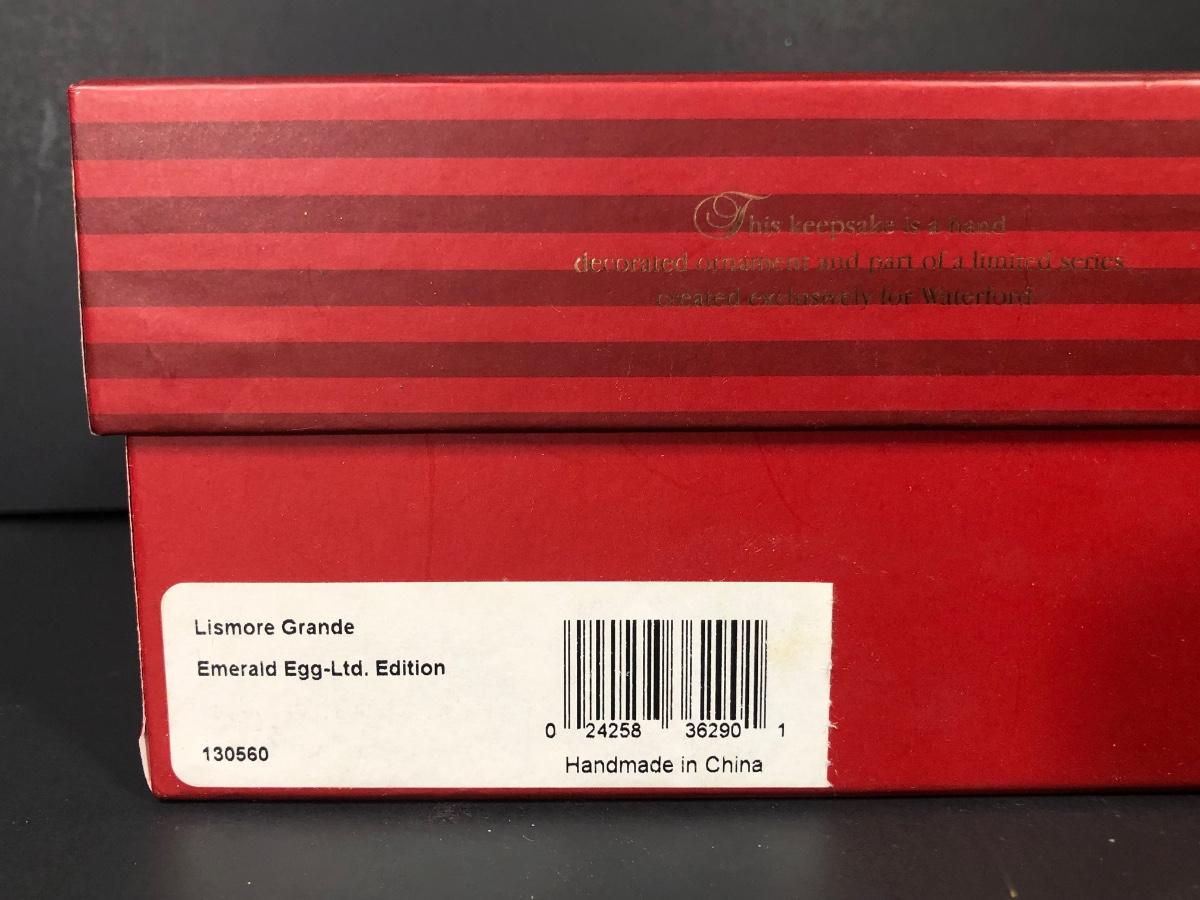 This keepsake is a hand
decorated ornament and part of a limited series
created exclusively for Waterford.
Lismore Grande
Emerald Egg-Ltd. Edition
130560
0 24258 36290 1
Handmade in China